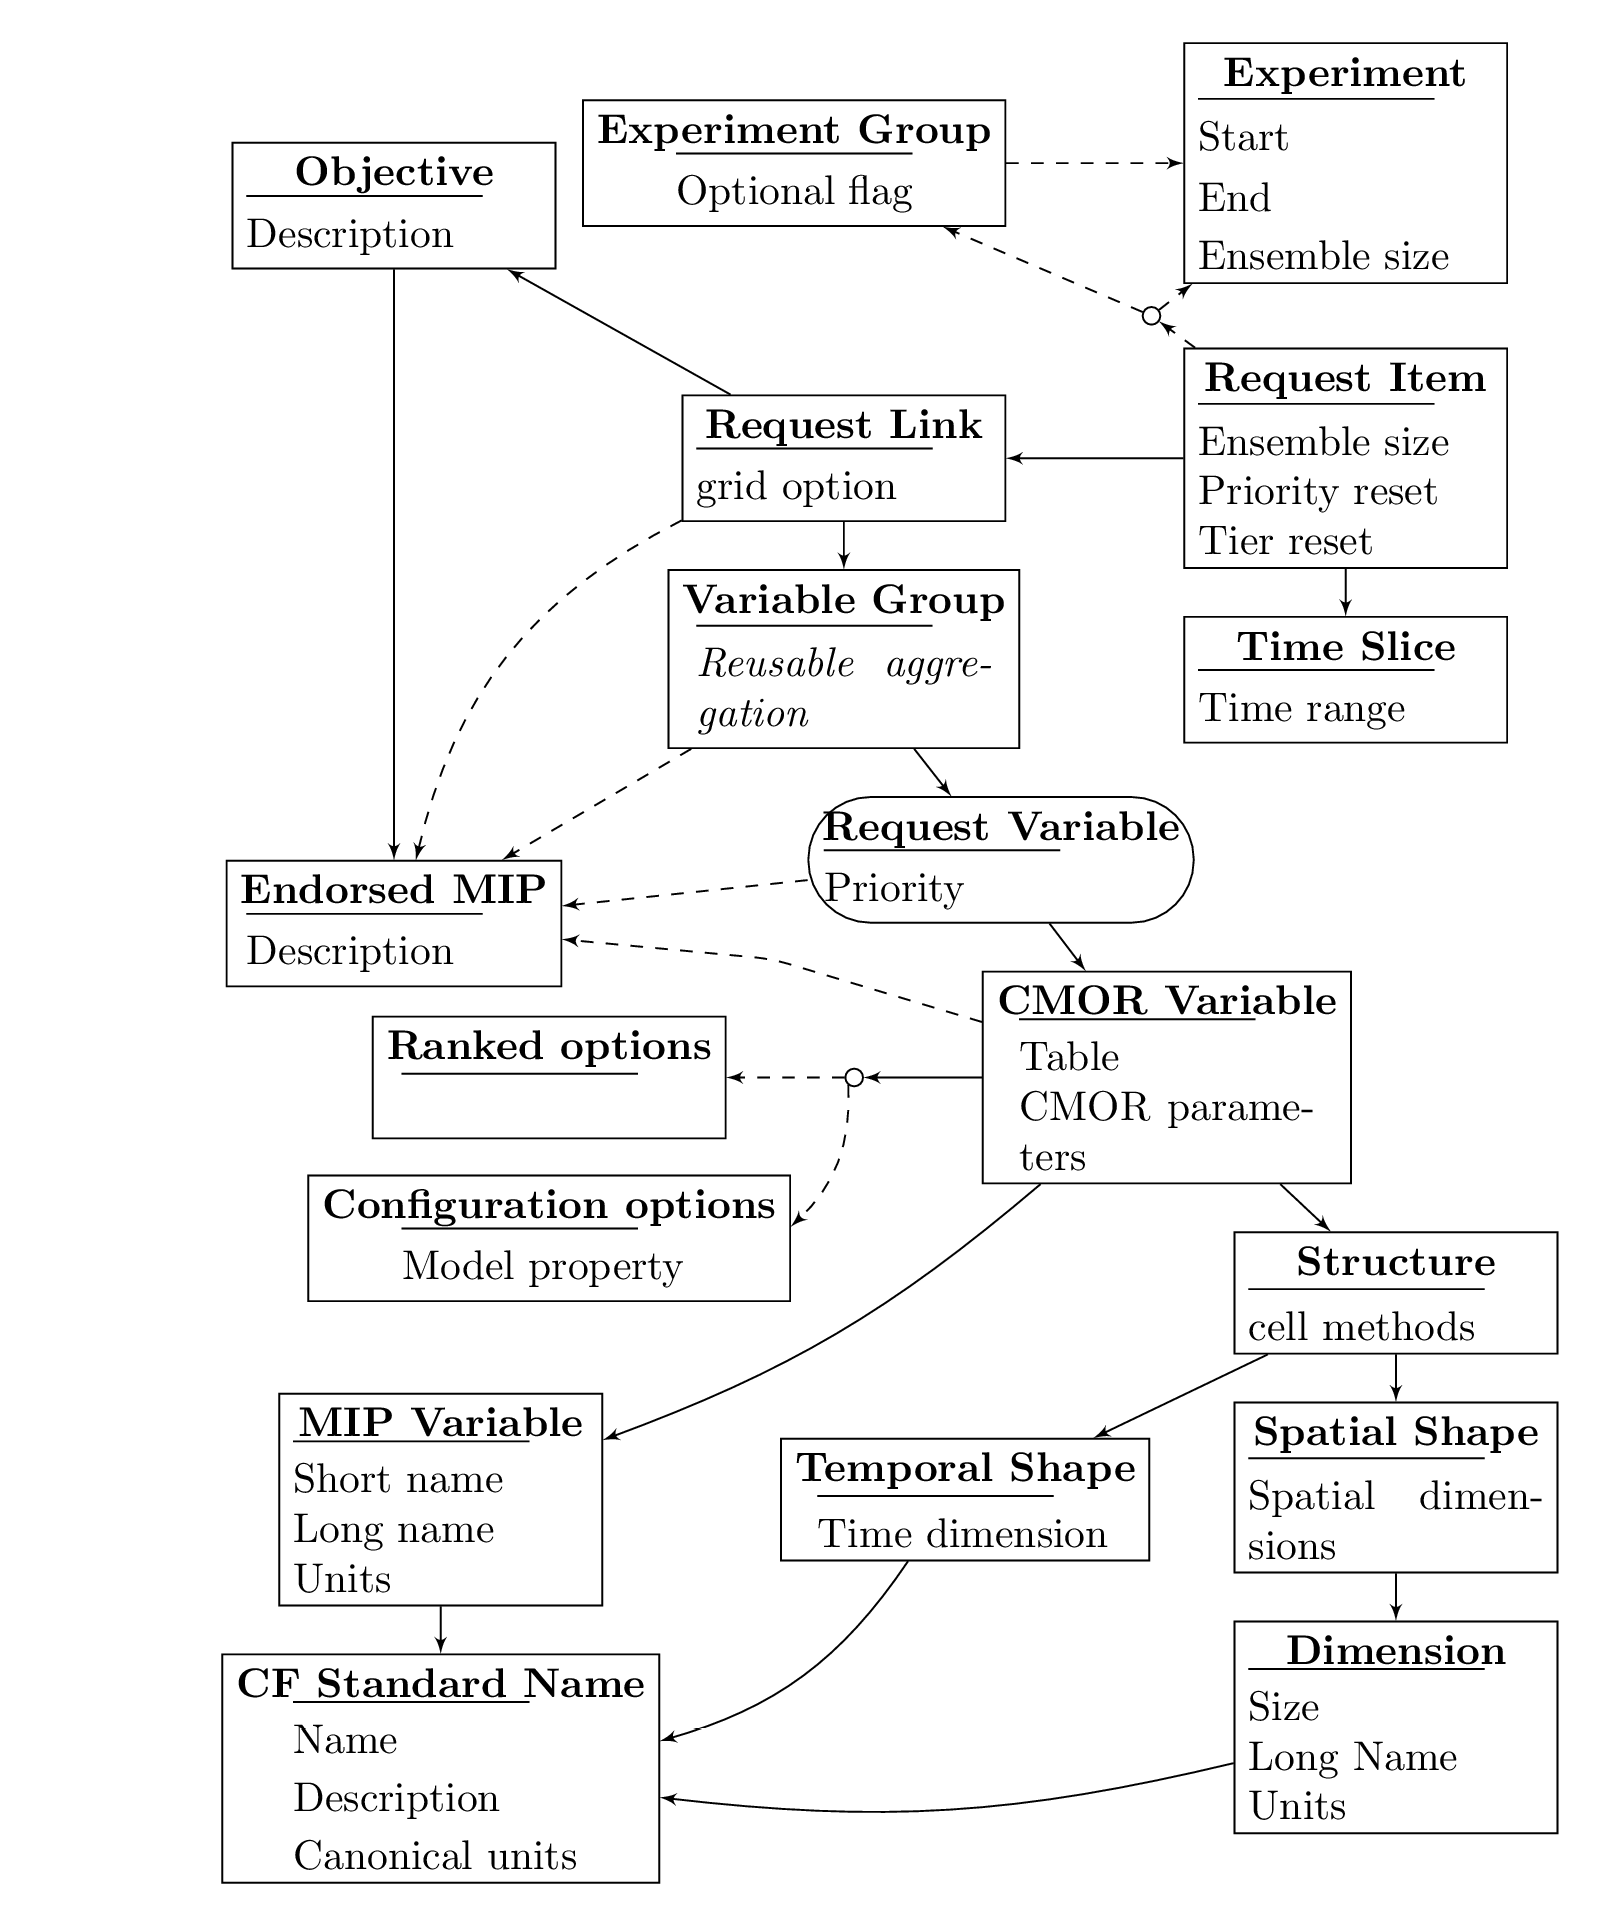 Experiment
Start
End
Ensemble size
Experiment Group
Optional flag
Objective
Description
Request Item
Ensemble size
Priority reset
Tier reset
Request Link
grid option
Variable Group
Reusable aggre-
gation
Time Slice
Time range
Request Variable
Priority
Endorsed MIP
Description
CMOR Variable
Table
CMOR parame-
ters
Ranked options
Configuration options
Model property
Structure
cell methods
MIP Variable
Short name
Long name
Units
Temporal Shape
Time dimension
Spatial Shape
Spatial dimen-
sions
CF Standard Name
Name
Description
Canonical units
Dimension
Size
Long Name
Units